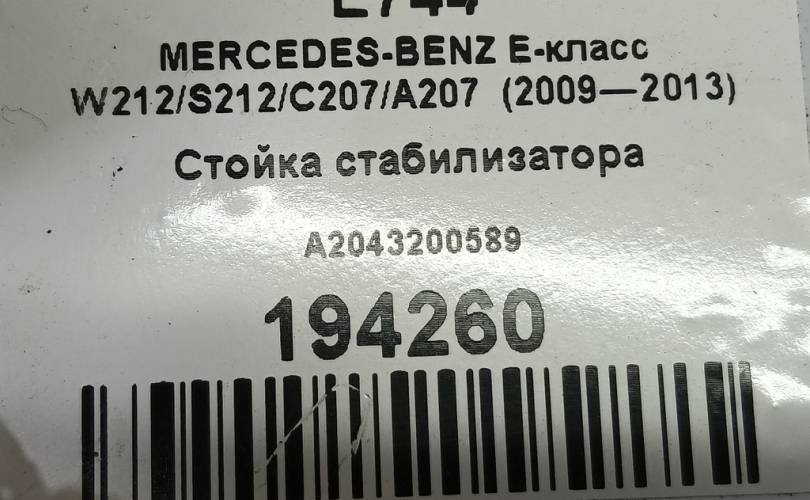 MERCEDES-BENZ E-класс
W212/S212/C207/A207 (2009—2013)
Стойка стабилизатора
A2043200589
194260